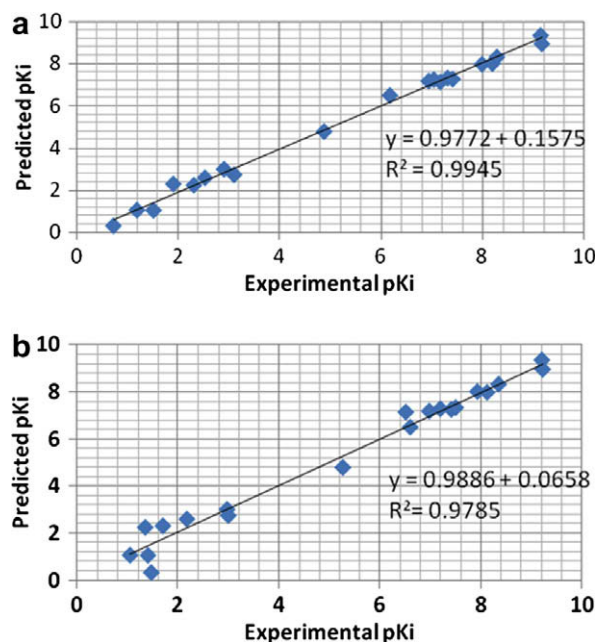 a
10
8
6
4
2
0
Predicted pKi
y = 0.9772 + 0.1575
R² = 0.9945
0 2 4 6 8 10
Experimental pKi
b
10
8
6
4
2
0
Predicted pKi
y = 0.9886 + 0.0658
R² = 0.9785
0 2 4 6 8 10
Experimental pKi